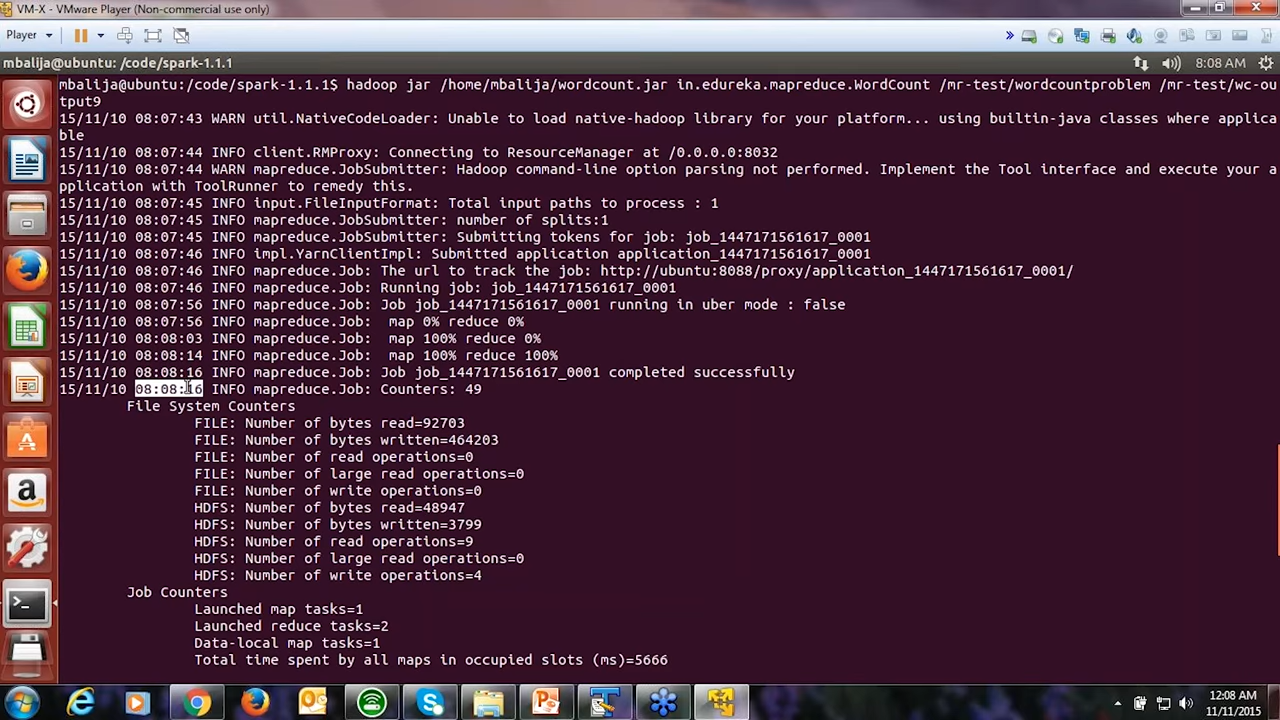 VM-X - VMware Player (Non-commercial use only)
Player
mbalija@ubuntu: /code/spark-1.1.1
8:08 AM
mbalija@ubuntu:/code/spark-1.1.1$ hadoop jar /home/mbalija/wordcount.jar in.edureka.mapreduce.WordCount /mr-test/wordcountproblem /mr-test/wc-ou
tput9
15/11/10 08:07:43 WARN util.NativeCodeLoader: Unable to load native-hadoop library for your platform... using builtin-java classes where applica
ble
15/11/10 08:07:44 INFO client.RMProxy: Connecting to ResourceManager at /0.0.0.0:8032
15/11/10 08:07:44 WARN mapreduce.JobSubmitter: Hadoop command-line option parsing not performed. Implement the Tool interface and execute your a
pplication with ToolRunner to remedy this.
15/11/10 08:07:45 INFO input.FileInputFormat: Total input paths to process : 1
15/11/10 08:07:45 INFO mapreduce.JobSubmitter: number of splits:1
15/11/10 08:07:45 INFO mapreduce.JobSubmitter: Submitting tokens for job: job_1447171561617_0001
15/11/10 08:07:46 INFO impl.YarnClientImpl: Submitted application application_1447171561617_0001
15/11/10 08:07:46 INFO mapreduce.Job: The url to track the job: http://ubuntu:8088/proxy/application_1447171561617_0001/
15/11/10 08:07:46 INFO mapreduce.Job: Running job: job_1447171561617_0001
15/11/10 08:07:56 INFO mapreduce.Job: Job job_1447171561617_0001 running in uber mode : false
15/11/10 08:07:56 INFO mapreduce.Job:  map 0% reduce 0%
15/11/10 08:08:03 INFO mapreduce.Job:  map 100% reduce 0%
15/11/10 08:08:14 INFO mapreduce.Job:  map 100% reduce 100%
15/11/10 08:08:16 INFO mapreduce.Job: Job job_1447171561617_0001 completed successfully
15/11/10 08:08:16 INFO mapreduce.Job: Counters: 49
File System Counters
FILE: Number of bytes read=92703
FILE: Number of bytes written=464203
FILE: Number of read operations=0
FILE: Number of large read operations=0
FILE: Number of write operations=0
HDFS: Number of bytes read=48947
HDFS: Number of bytes written=3799
HDFS: Number of read operations=9
HDFS: Number of large read operations=0
HDFS: Number of write operations=4
Job Counters
Launched map tasks=1
Launched reduce tasks=2
Data-local map tasks=1
Total time spent by all maps in occupied slots (ms)=5666
12:08 AM
11/11/2015